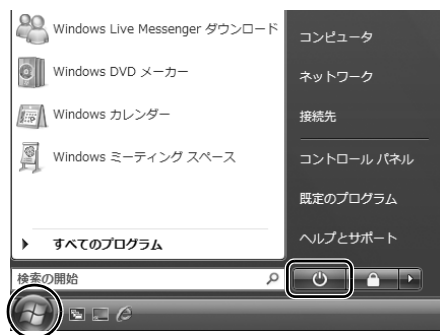 Windows Live Messenger ダウンロード
Windows DVD メーカー
Windows カレンダー
Windows ミーティング スペース
すべてのプログラム
検索の開始
コンピュータ
ネットワーク
接続先
コントロール パネル
既定のプログラム
ヘルプとサポート